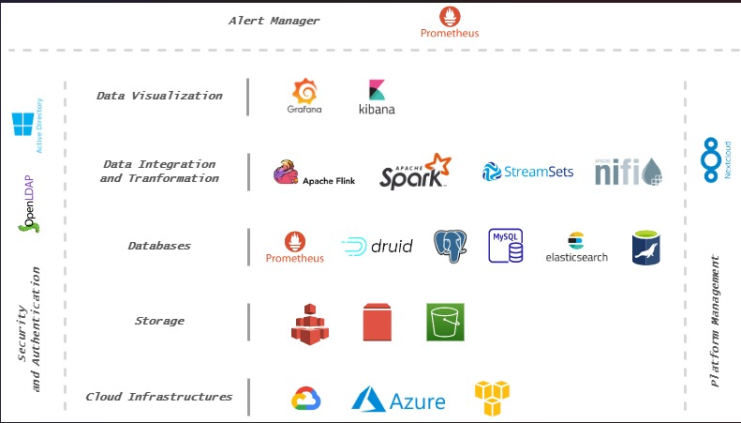 Alert Manager
Prometheus
Data Visualization
Grafana
kibana
Active Directory
Data Integration
and Tranformation
Apache Flink
APACHE
Spark
StreamSets
nifi
Nextcloud
OpenLDAP
Databases
Prometheus
druid
MySQL
elasticsearch
Security
and Authentication
Storage
Platform Management
Cloud Infrastructures
Azure